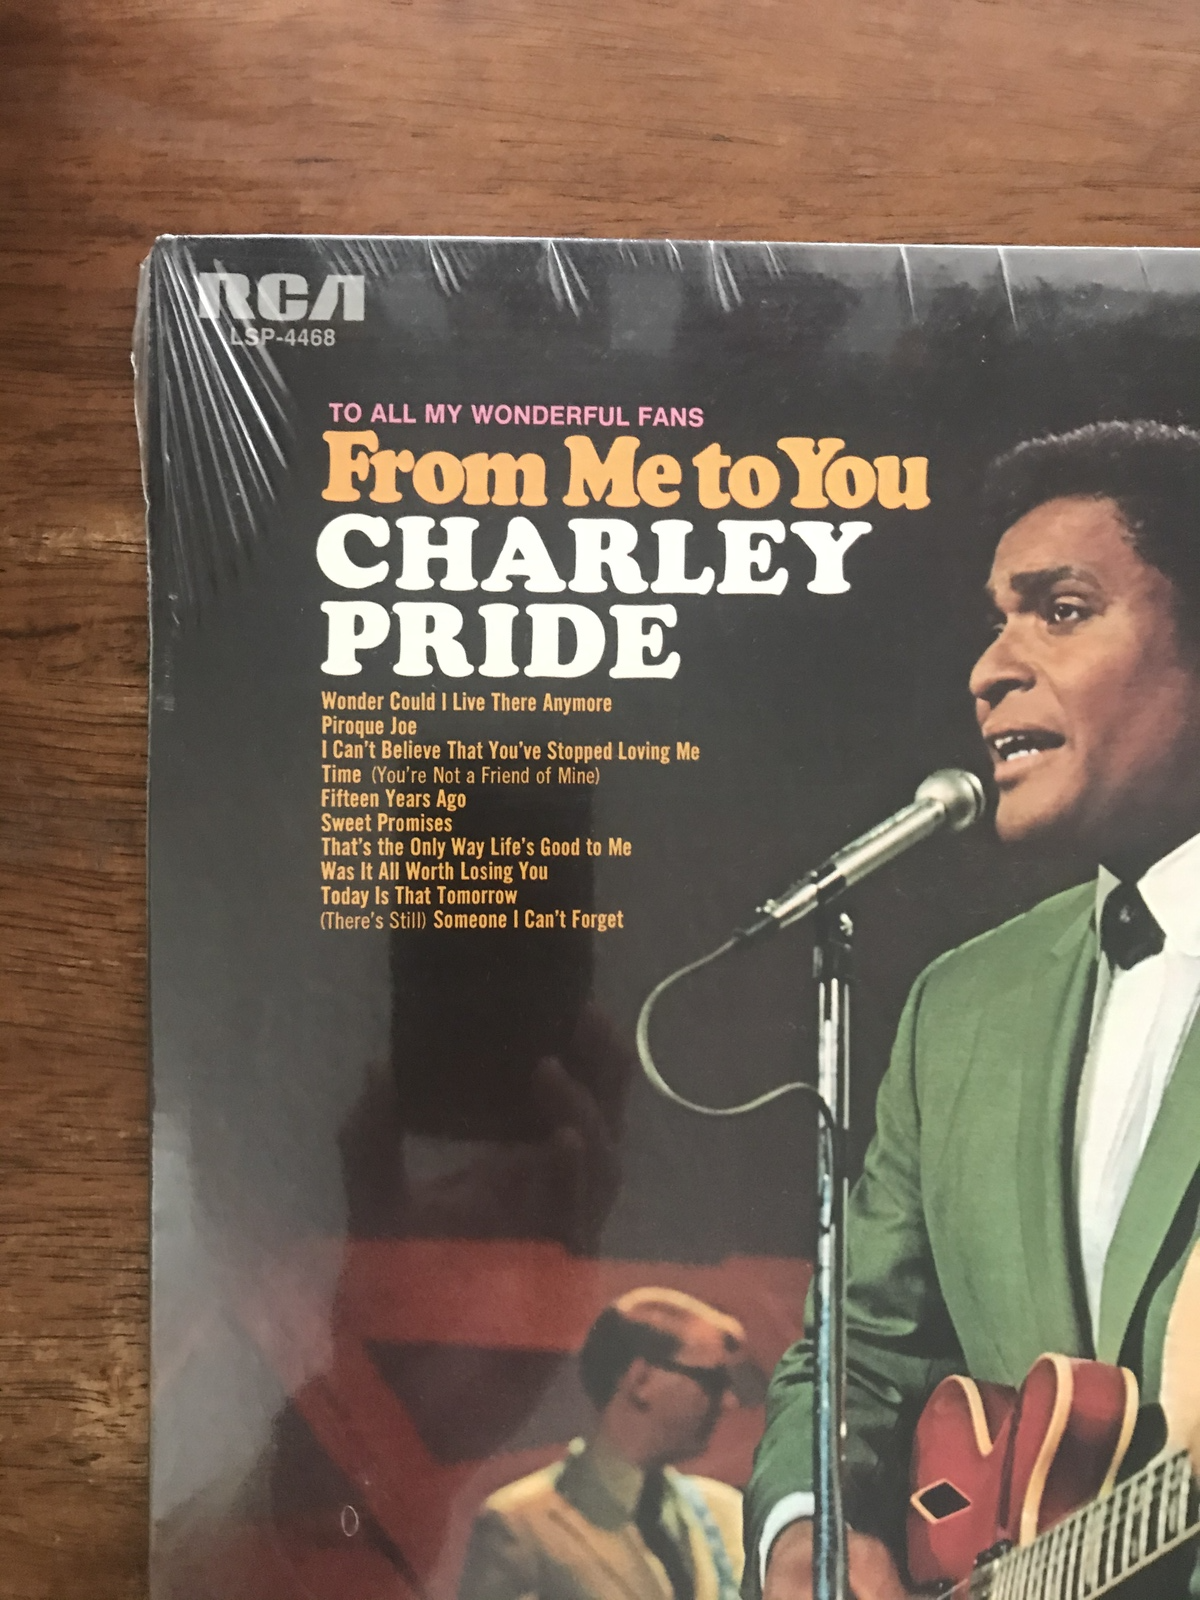 RCA
LSP-4468
TO ALL MY WONDERFUL FANS
From Me to You
CHARLEY
PRIDE
Wonder Could I Live There Anymore
Piroque Joe
I Can't Believe That You've Stopped Loving Me
Time (You're Not a Friend of Mine)
Fifteen Years Ago
Sweet Promises
That's the Only Way Life's Good to Me
Was It All Worth Losing You
Today Is That Tomorrow
(There's Still) Someone I Can't Forget